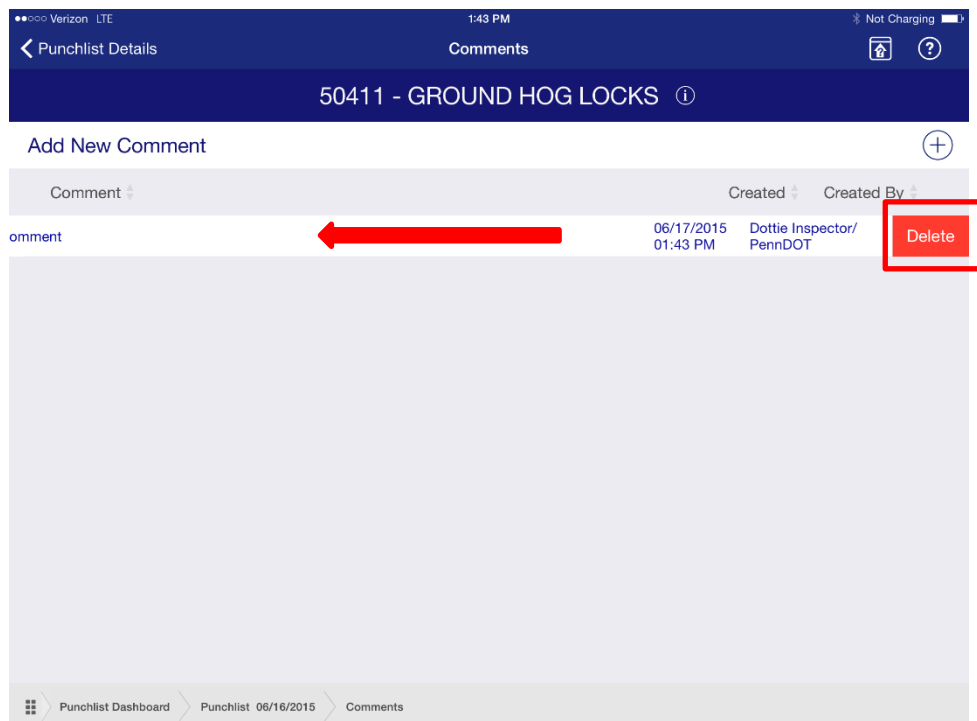 Verizon LTE
1:43 PM
Not Charging
Punchlist Details
Comments
50411 - GROUND HOG LOCKS
Add New Comment
Comment
Created
Created By
omment
06/17/2015
01:43 PM
Dottie Inspector/
PennDOT
Delete
Punchlist Dashboard
Punchlist 06/16/2015
Comments